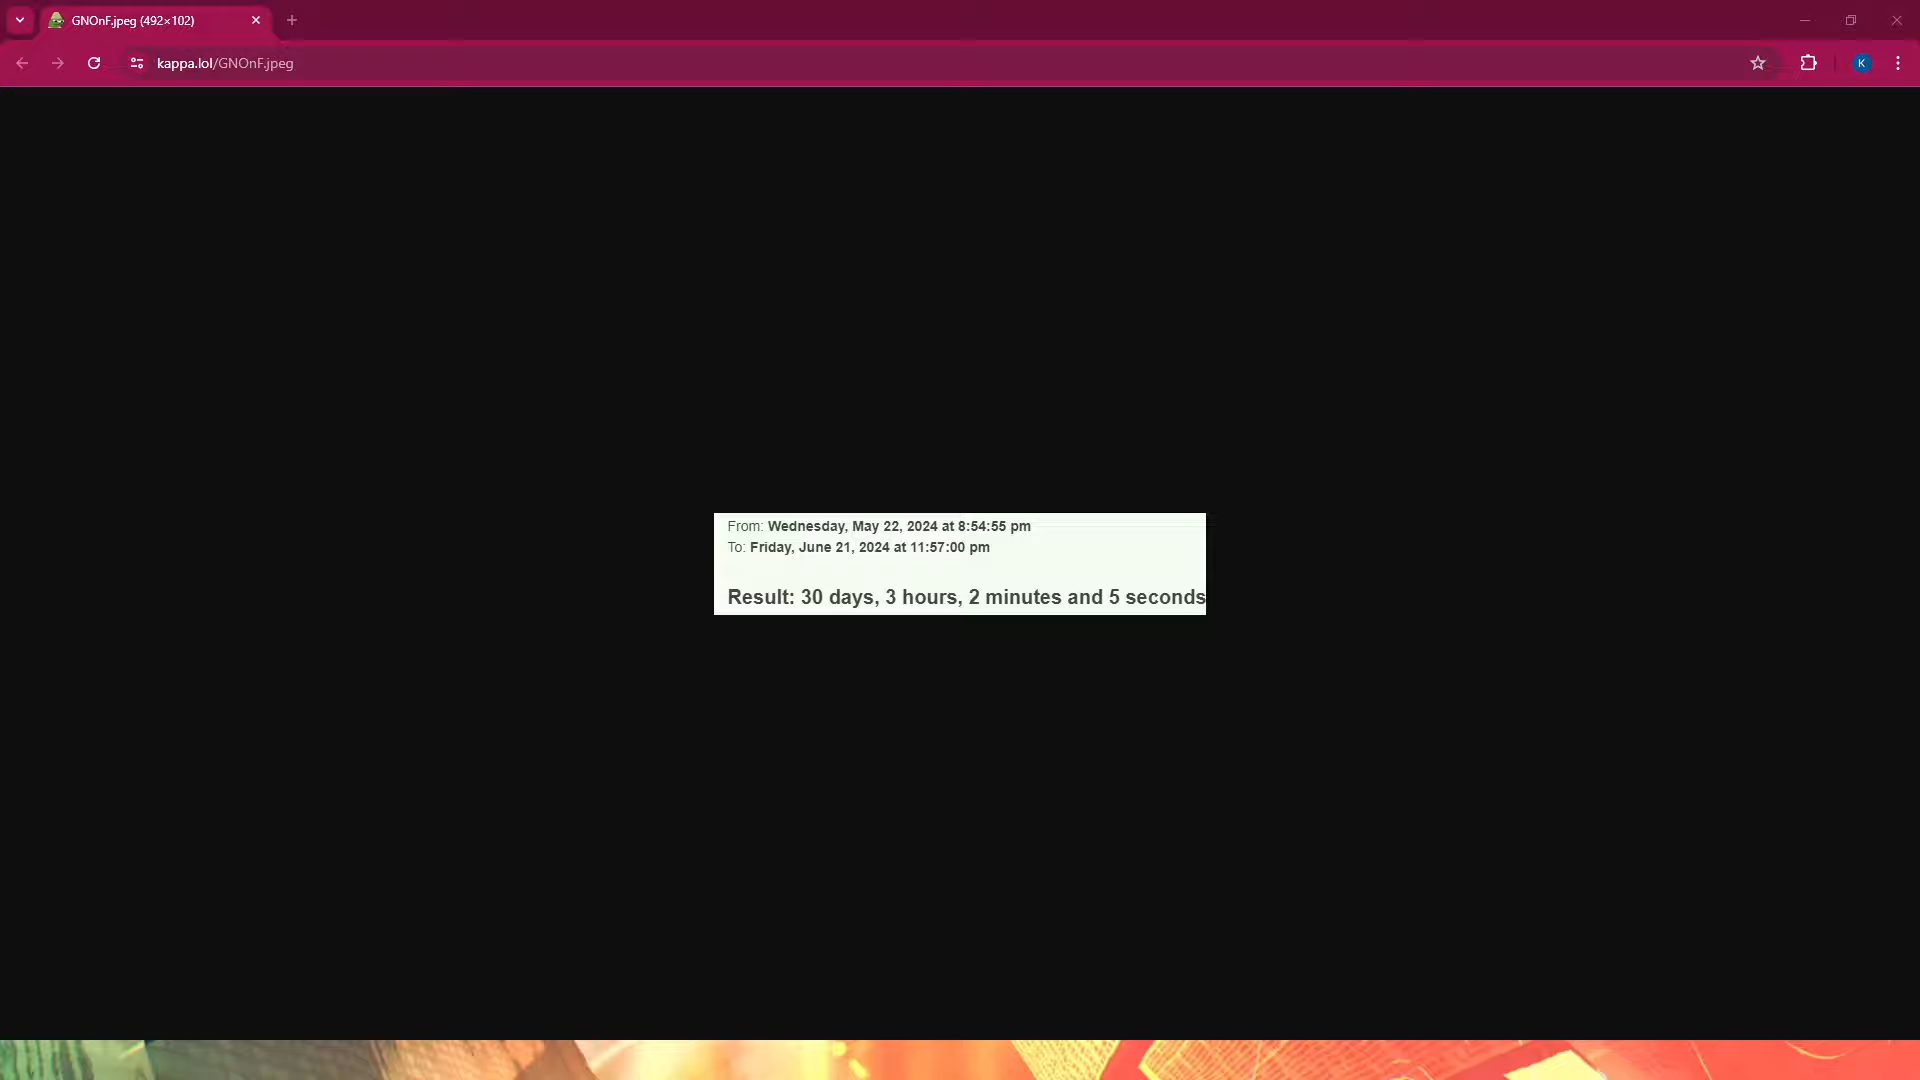 GNOnF.jpeg (492×102)
kappa.lol/GNOnF.jpeg
K
From: Wednesday, May 22, 2024 at 8:54:55 pm
To: Friday, June 21, 2024 at 11:57:00 pm
Result: 30 days, 3 hours, 2 minutes and 5 seconds